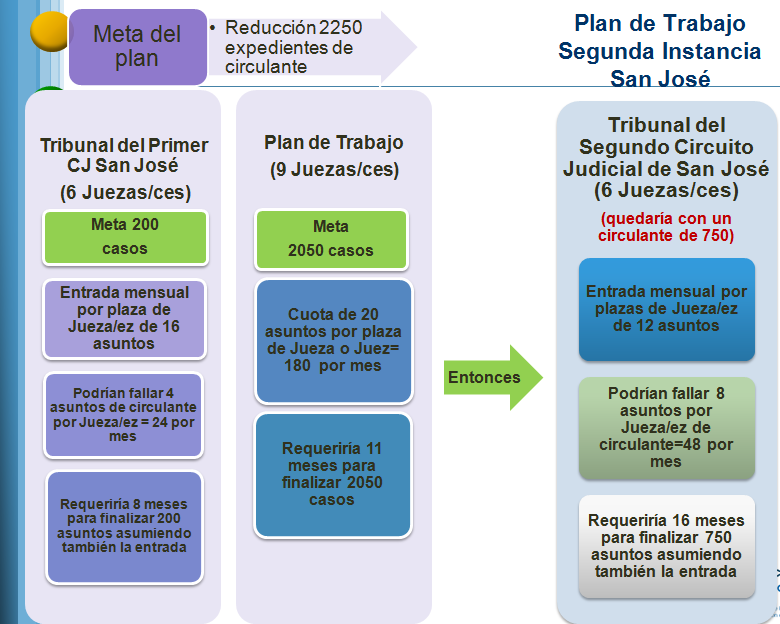 Meta del
plan
• Reducción 2250
expedientes de
circulante
Plan de Trabajo
Segunda Instancia
San José
Tribunal del Primer
CJ San José
(6 Juezas/ces)
Meta 200
casos
Entrada mensual
por plaza de
Jueza/ez de 16
asuntos
Podrían fallar 4
asuntos de circulante
por Jueza/ez = 24 por
mes
Requeriría 8 meses
para finalizar 200
asuntos asumiendo
también la entrada
Plan de Trabajo
(9 Juezas/ces)
Meta
2050 casos
Cuota de 20
asuntos por plaza
de Jueza o Juez=
180 por mes
Requeriría 11
meses para
finalizar 2050
casos
Entonces
Tribunal del
Segundo Circuito
Judicial de San José
(6 Juezas/ces)
(quedaría con un
circulante de 750)
Entrada mensual por
plazas de Jueza/ez
de 12 asuntos
Podrían fallar 8
asuntos por
Jueza/ez de
circulante=48 por
mes
Requeriría 16 meses
para finalizar 750
asuntos asumiendo
también la entrada